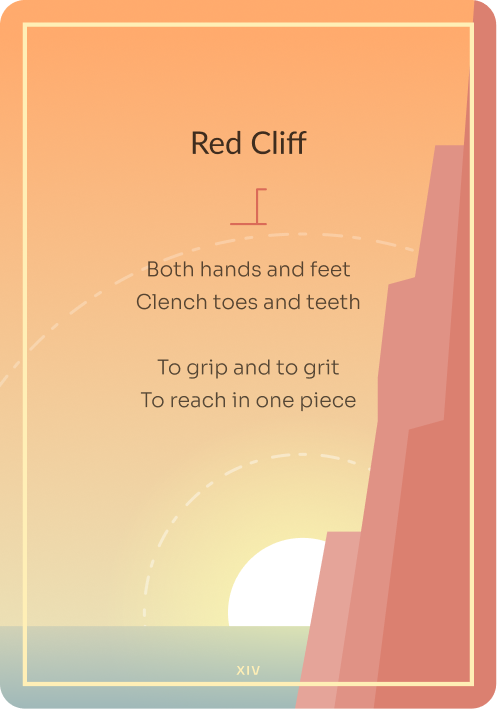 Red Cliff
Both hands and feet
Clench toes and teeth
To grip and to grit
To reach in one piece
XIV